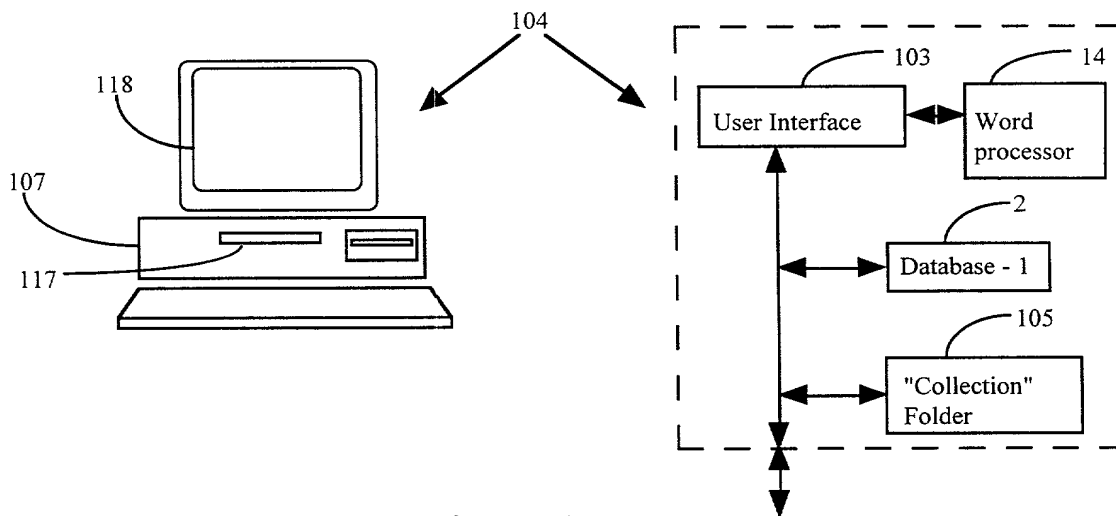 104
118
107
117
103
14
User Interface
Word
processor
2
Database - 1
105
"Collection"
Folder